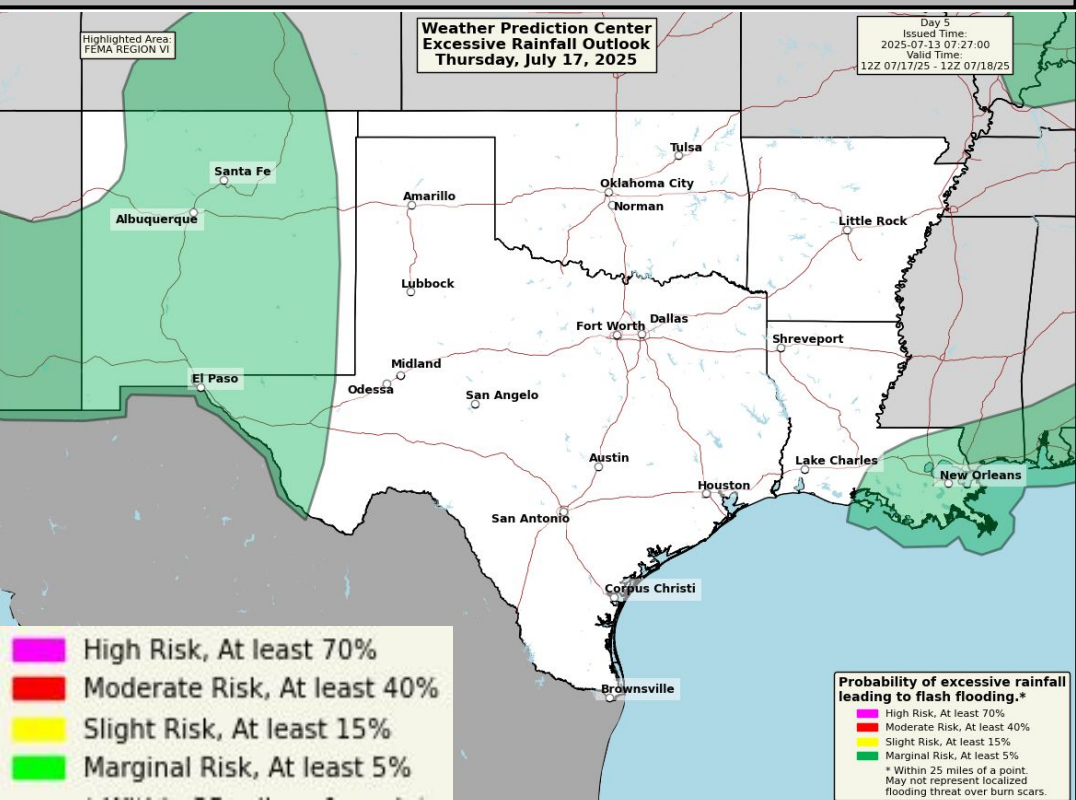 Highlighted Area:
FEMA REGION VI
Weather Prediction Center
Excessive Rainfall Outlook
Thursday, July 17, 2025
Day 5
Issued Time:
2025-07-13 07:27:00
Valid Time:
12Z 07/17/25 - 12Z 07/18/25
Tulsa
Santa Fe
Oklahoma City
Amarillo
Norman
Albuquerque
Little Rock
Lubbock
Dallas
Fort Worth
Shreveport
Midland
El Paso
Odessa
San Angelo
Austin
Lake Charles
New Orleans
Houston
San Antonio
Corpus Christi
Brownsville
High Risk, At least 70%
Moderate Risk, At least 40%
Slight Risk, At least 15%
Marginal Risk, At least 5%
Probability of excessive rainfall
leading to flash flooding.*
High Risk, At least 70%
Moderate Risk, At least 40%
Slight Risk, At least 15%
Marginal Risk, At least 5%
* Within 25 miles of a point.
May not represent localized
flooding threat over burn scars.